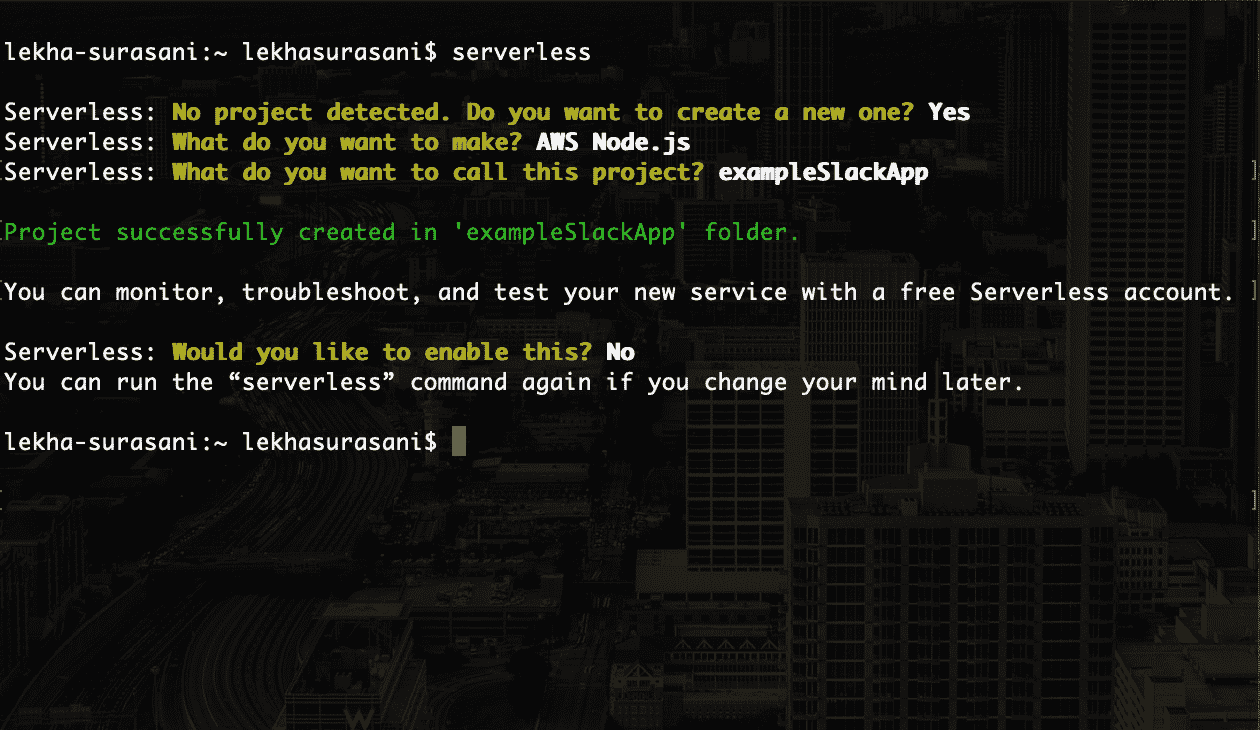 lekha-surasani:~ lekhasurasani$ serverless
Serverless: No project detected. Do you want to create a new one? Yes
Serverless: What do you want to make? AWS Node.js
[Serverless: What do you want to call this project? exampleSlackApp ]
[Project successfully created in 'exampleSlackApp' folder. ]
[You can monitor, troubleshoot, and test your new service with a free Serverless account. ]
Serverless: Would you like to enable this? No
You can run the “serverless” command again if you change your mind later.
lekha-surasani:~ lekhasurasani$
[ ]
W